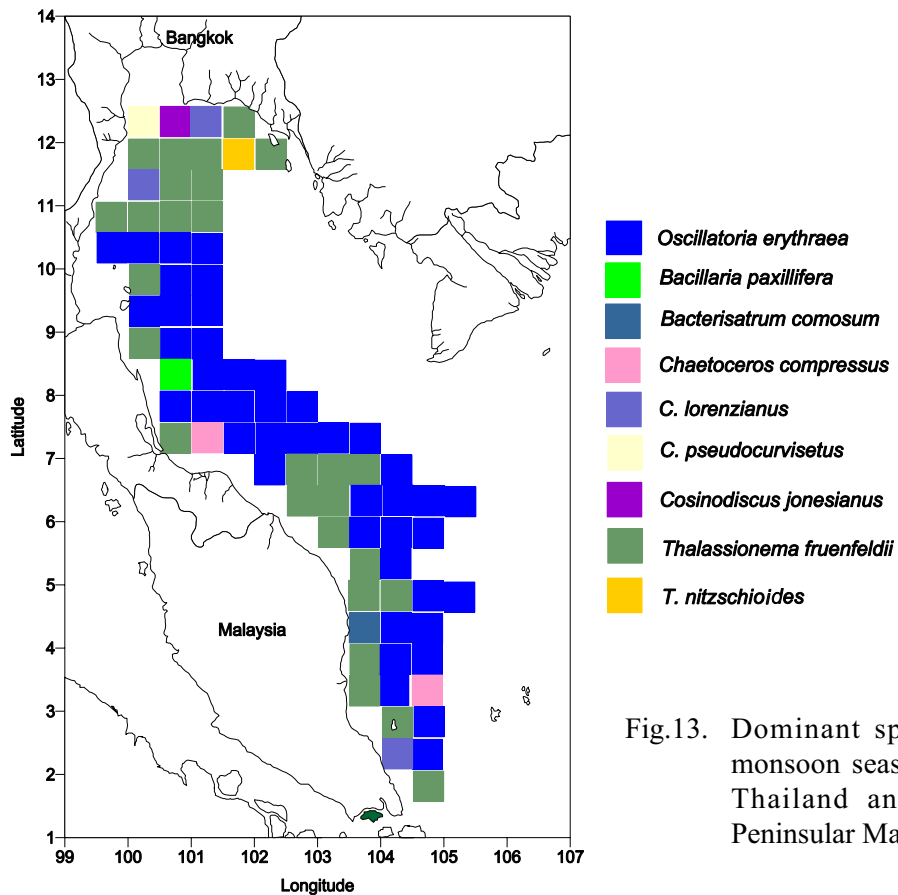 14
13
12
11
10
9
8
7
6
5
4
3
2
1
Latitude
99 100 101 102 103 104 105 106 107
Longitude
Bangkok
Malaysia
Oscillatoria erythraea
Bacillaria paxillifera
Bacterisatrum comosum
Chaetoceros compressus
C. lorenzianus
C. pseudocurvisetus
Cosinodiscus jonesianus
Thalassionema fruenfeldii
T. nitzschioides
Fig.13. Dominant sp
monsoon seas
Thailand an
Peninsular Ma